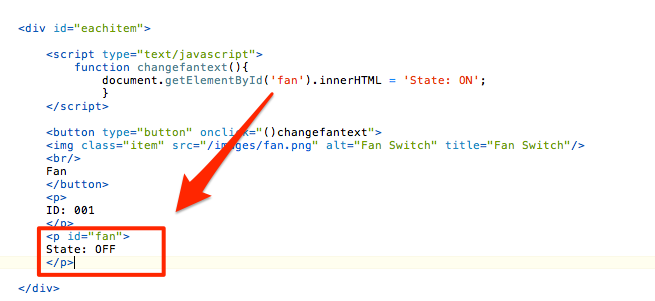 <div id="eachitem">
<script type="text/javascript">
function changefantext(){
document.getElementById('fan').innerHTML = 'State: ON';
}
</script>
<button type="button" onclick="()changefantext">
<img class="item" src="/images/fan.png" alt="Fan Switch" title="Fan Switch"/>
<br/>
Fan
</button>
<p>
ID: 001
</p>
<p id="fan">
State: OFF
</p>
</div>